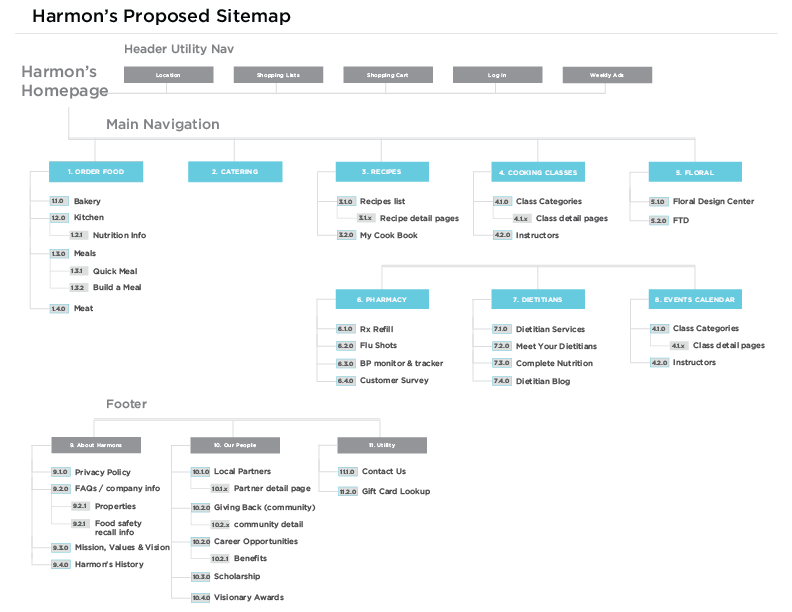 Harmon's Proposed Sitemap
Header Utility Nav
Harmon's
Homepage
Location
Shopping Lists
Shopping Cart
Log in
Weekly Ads
Main Navigation
1. ORDER FOOD
1.1.0 Bakery
1.2.0 Kitchen
1.2.1 Nutrition Info
1.3.0 Meals
1.3.1 Quick Meal
1.3.2 Build a Meal
1.4.0 Meat
2. CATERING
3. RECIPES
3.1.0 Recipes list
3.1.x Recipe detail pages
3.2.0 My Cook Book
4. COOKING CLASSES
4.1.0 Class Categories
4.1.x Class detail pages
4.2.0 Instructors
5. FLORAL
5.1.0 Floral Design Center
5.2.0 FTD
6. PHARMACY
6.1.0 Rx Refill
6.2.0 Flu Shots
6.3.0 BP monitor & tracker
6.4.0 Customer Survey
7. DIETITIANS
7.1.0 Dietitian Services
7.2.0 Meet Your Dietitians
7.3.0 Complete Nutrition
7.4.0 Dietitian Blog
8. EVENTS CALENDAR
4.1.0 Class Categories
4.1.x Class detail pages
4.2.0 Instructors
Footer
9. About Harmons
9.1.0 Privacy Policy
9.2.0 FAQs / company info
9.2.1 Properties
9.2.1 Food safety
recall info
9.3.0 Mission, Values & Vision
9.4.0 Harmon's History
10. Our People
10.1.0 Local Partners
10.1.x Partner detail page
10.2.0 Giving Back (community)
10.2.x community detail
10.2.0 Career Opportunities
10.2.1 Benefits
10.3.0 Scholarship
10.4.0 Visionary Awards
11. Utility
11.1.0 Contact Us
11.2.0 Gift Card Lookup